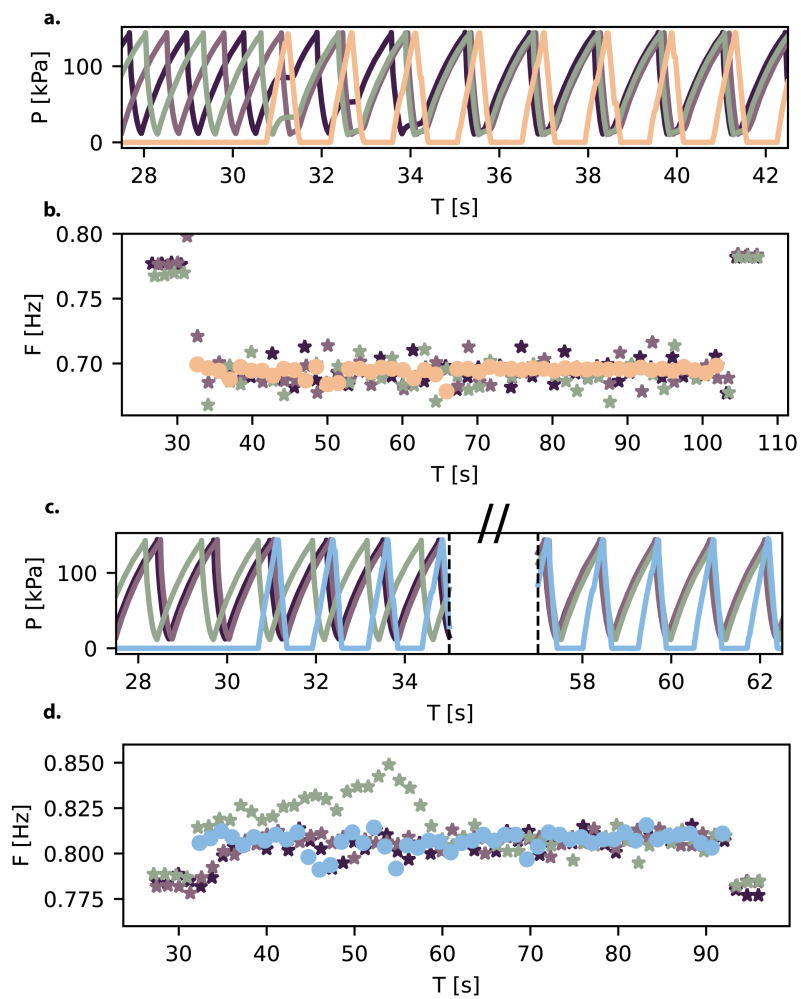 a.
P [kPa]
100
0
28 30 32 34 36 38 40 42
T [s]
b.
F [Hz]
0.80
0.75
0.70
30 40 50 60 70 80 90 100 110
T [s]
c.
P [kPa]
100
0
28 30 32 34 58 60 62
T [s]
d.
F [Hz]
0.850
0.825
0.800
0.775
30 40 50 60 70 80 90
T [s]